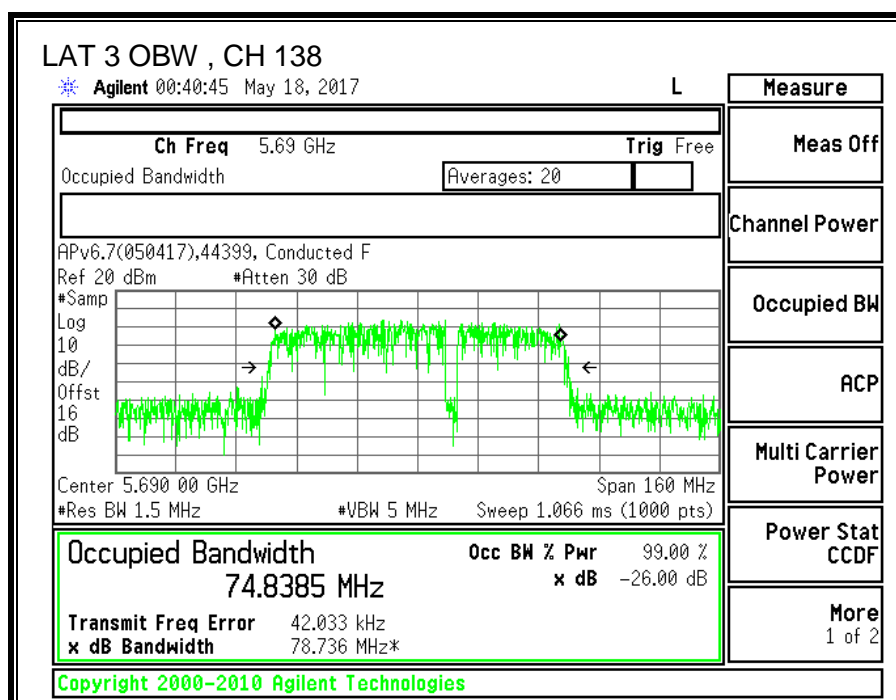 LAT 3 OBW , CH 138
Agilent 00:40:45 May 18, 2017 L
Measure
Ch Freq 5.69 GHz Trig Free
Meas Off
Occupied Bandwidth Averages: 20
Channel Power
APv6.7(050417),44399, Conducted F
Ref 20 dBm #Atten 30 dB
Occupied BW
#Samp
Log
10
dB/
Offst
16
dB
ACP
Multi Carrier
Power
Center 5.690 00 GHz Span 160 MHz
#Res BW 1.5 MHz #VBW 5 MHz Sweep 1.066 ms (1000 pts)
Power Stat
CCDF
Occupied Bandwidth Occ BW % Pwr 99.00 %
74.8385 MHz x dB -26.00 dB
Transmit Freq Error 42.033 kHz
x dB Bandwidth 78.736 MHz*
More
1 of 2
Copyright 2000-2010 Agilent Technologies